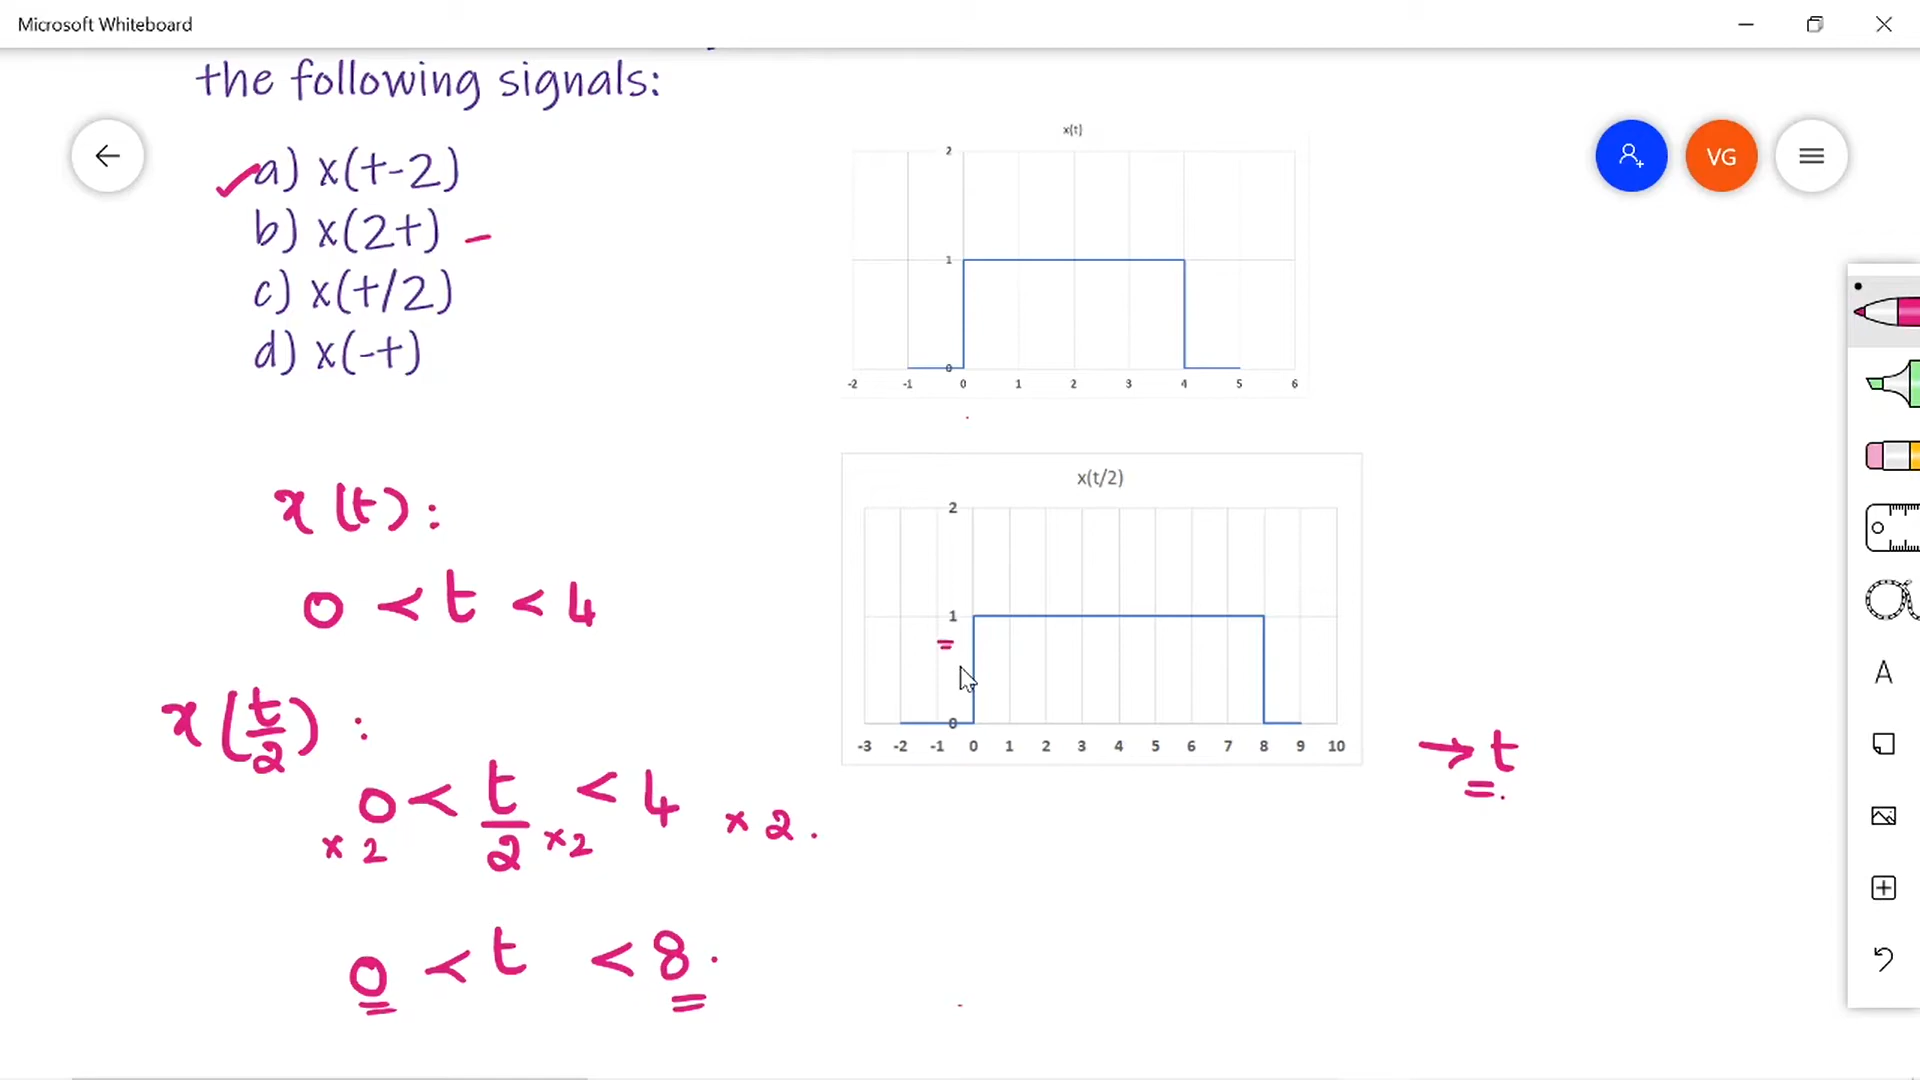 Microsoft Whiteboard
the following signals:
a) x(t-2)
b) x(2t) -
c) x(t/2)
d) x(-t)
VG
x(t)
2
1
0
-2 -1 0 1 2 3 4 5 6
x(t/2)
2
1
=
0
-3 -2 -1 0 1 2 3 4 5 6 7 8 9 10
→ t
x(t):
0 < t < 4
x(t/2):
0 < t/2 < 4
×2 ×2 ×2.
0 < t < 8.
A